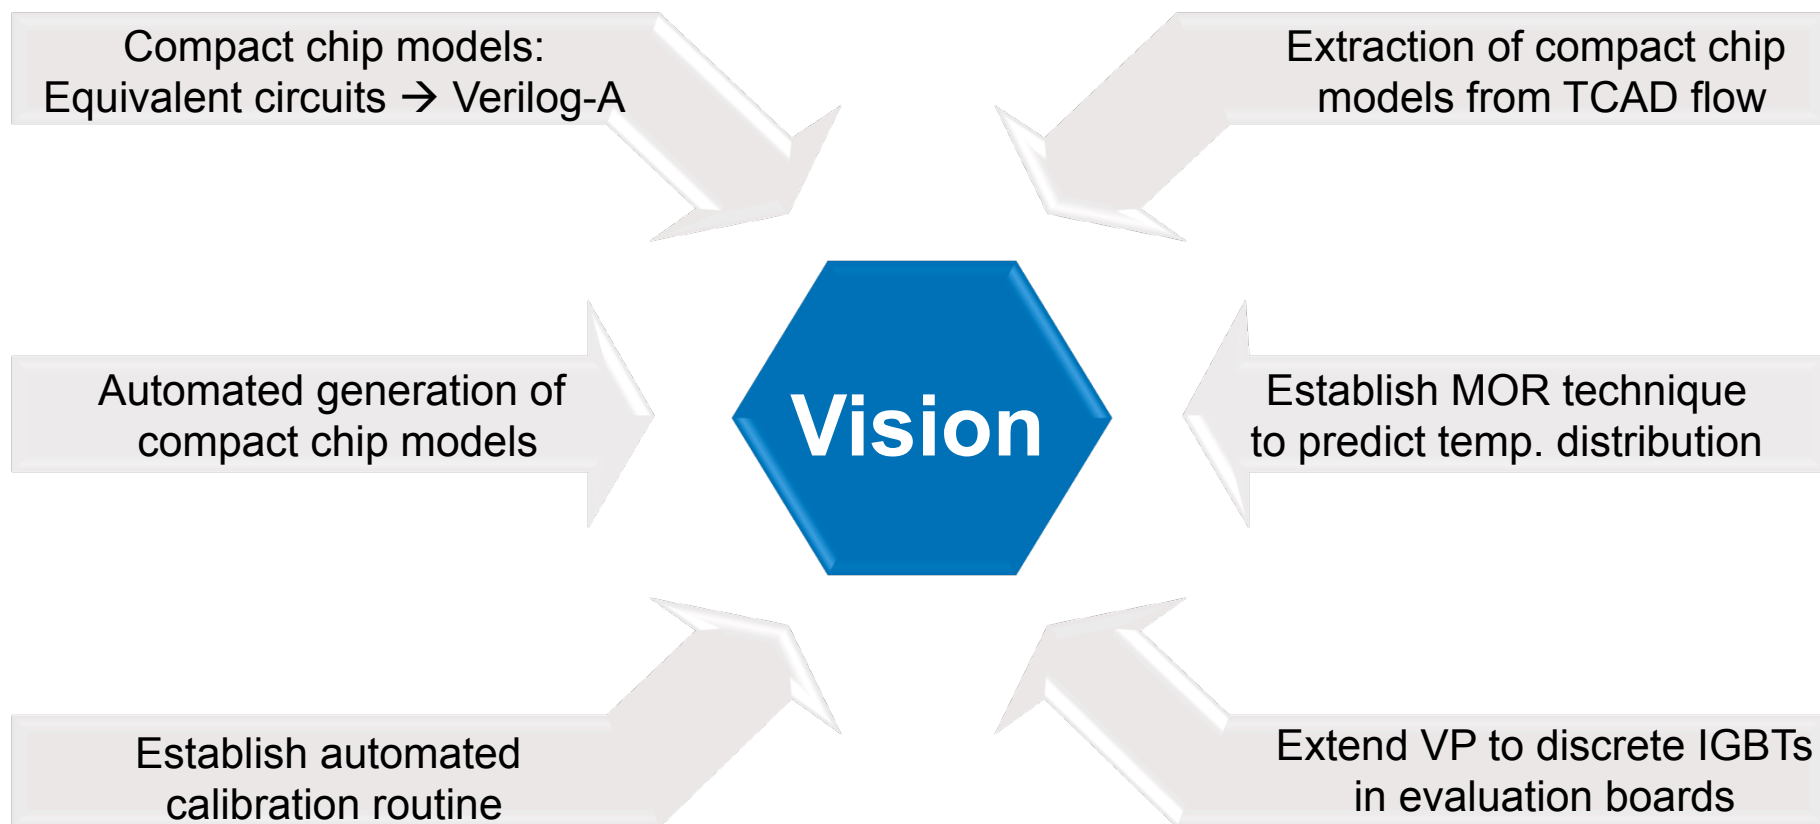 Compact chip models:
Equivalent circuits → Verilog-A
Extraction of compact chip
models from TCAD flow
Automated generation of
compact chip models
Vision
Establish MOR technique
to predict temp. distribution
Establish automated
calibration routine
Extend VP to discrete IGBTs
in evaluation boards